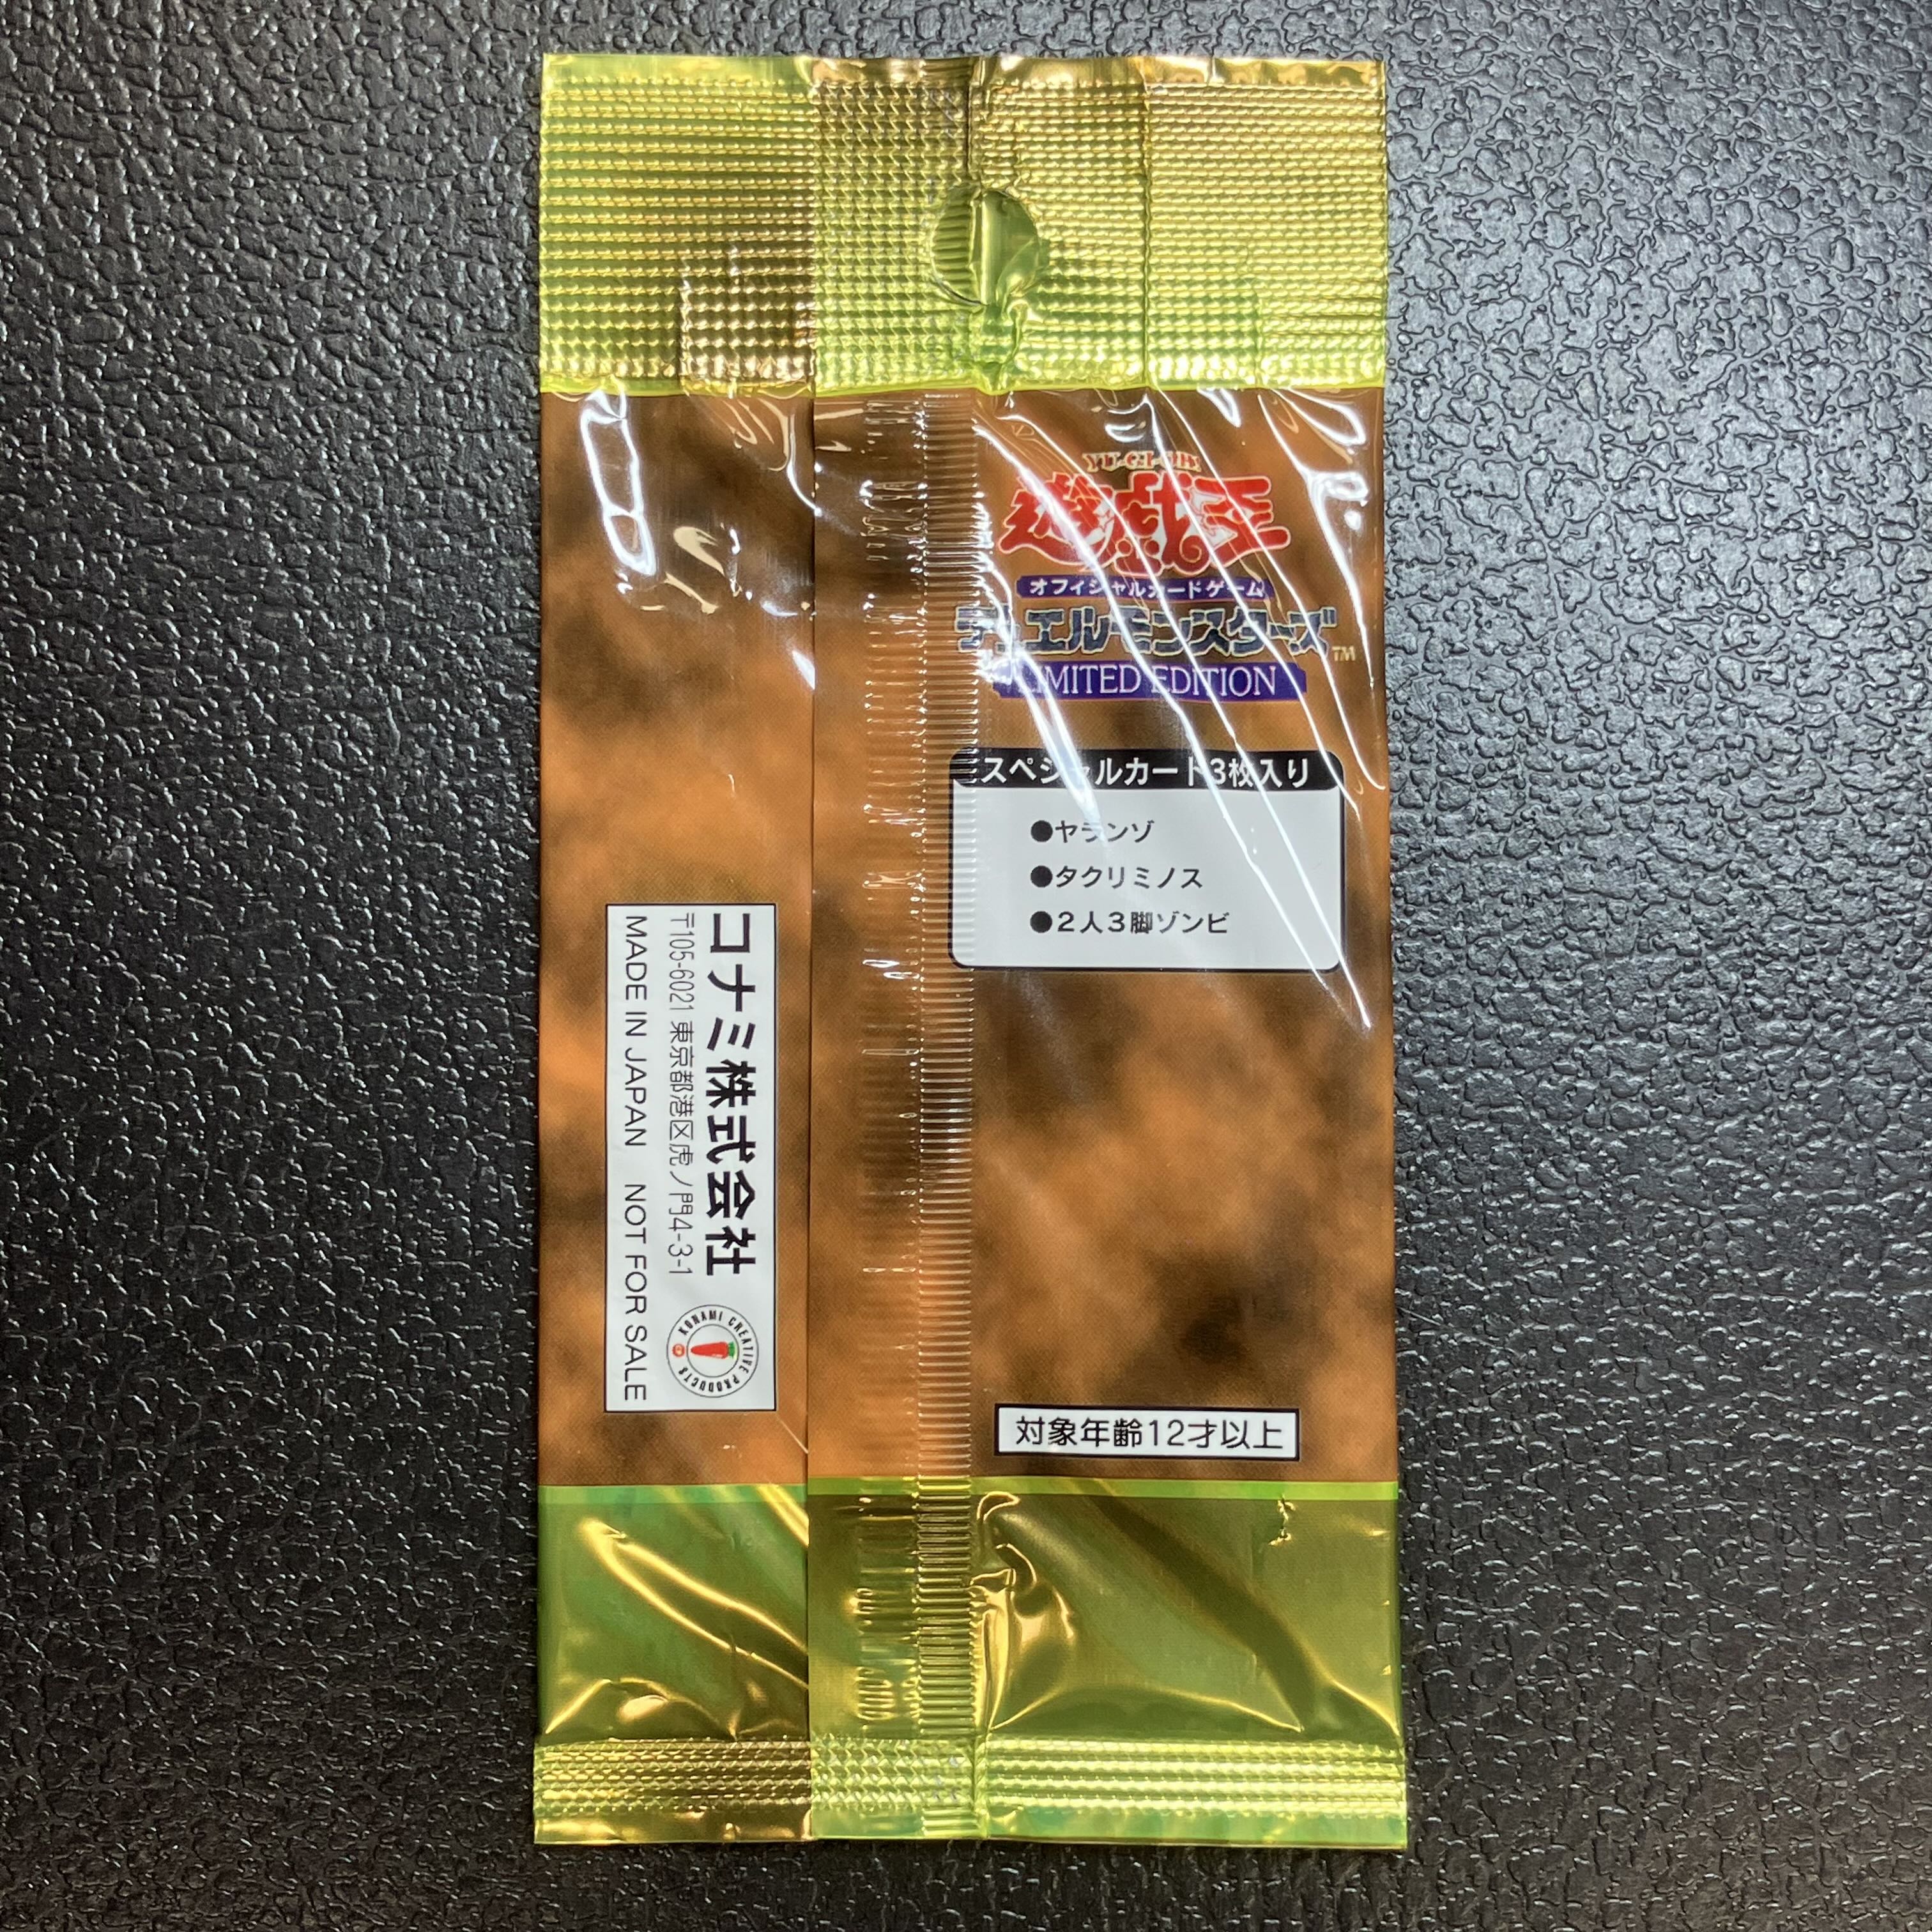 YU-GI-OH!
遊戯王
オフィシャルカードゲーム
デュエルモンスターズ™
LIMITED EDITION
スペシャルカード3枚入り
●ヤランゾ
●タクリミノス
●2人3脚ゾンビ
コナミ株式会社
〒105-6021 東京都港区虎ノ門4-3-1
MADE IN JAPAN NOT FOR SALE
KONAMI CREATIVE PRODUCTS
CP
対象年齢12才以上